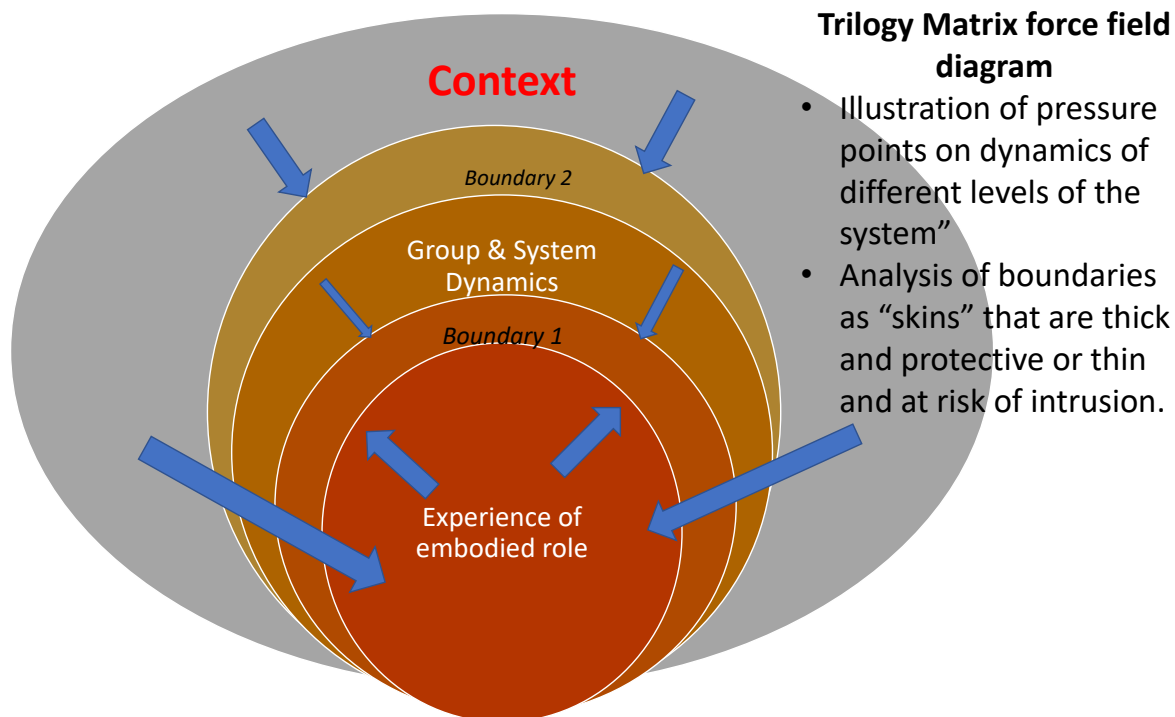 Trilogy Matrix force field
diagram
• Illustration of pressure
points on dynamics of
different levels of the
system”
• Analysis of boundaries
as “skins” that are thick
and protective or thin
and at risk of intrusion.
Context
Boundary 2
Group & System
Dynamics
Boundary 1
Experience of
embodied role